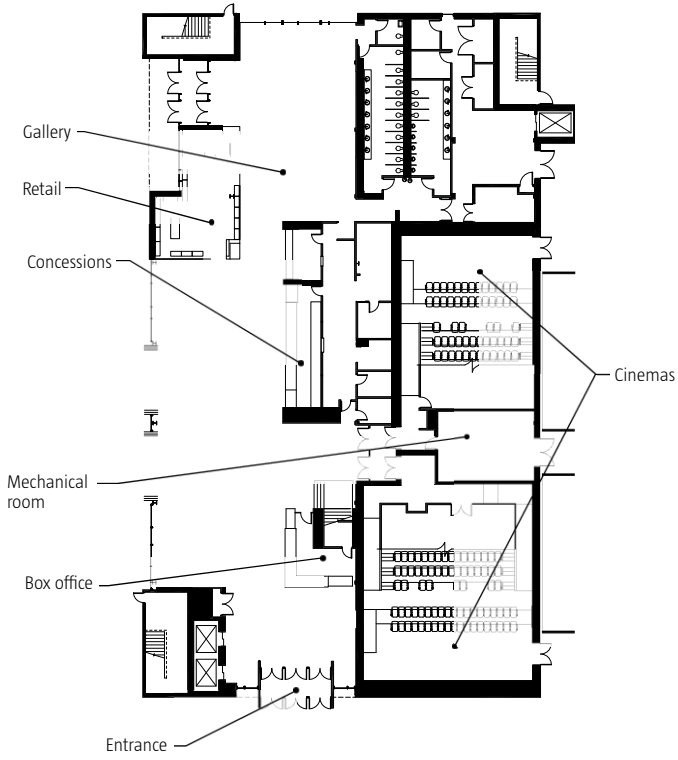 Gallery
Retail
Concessions
Cinemas
Mechanical
room
Box office
Entrance